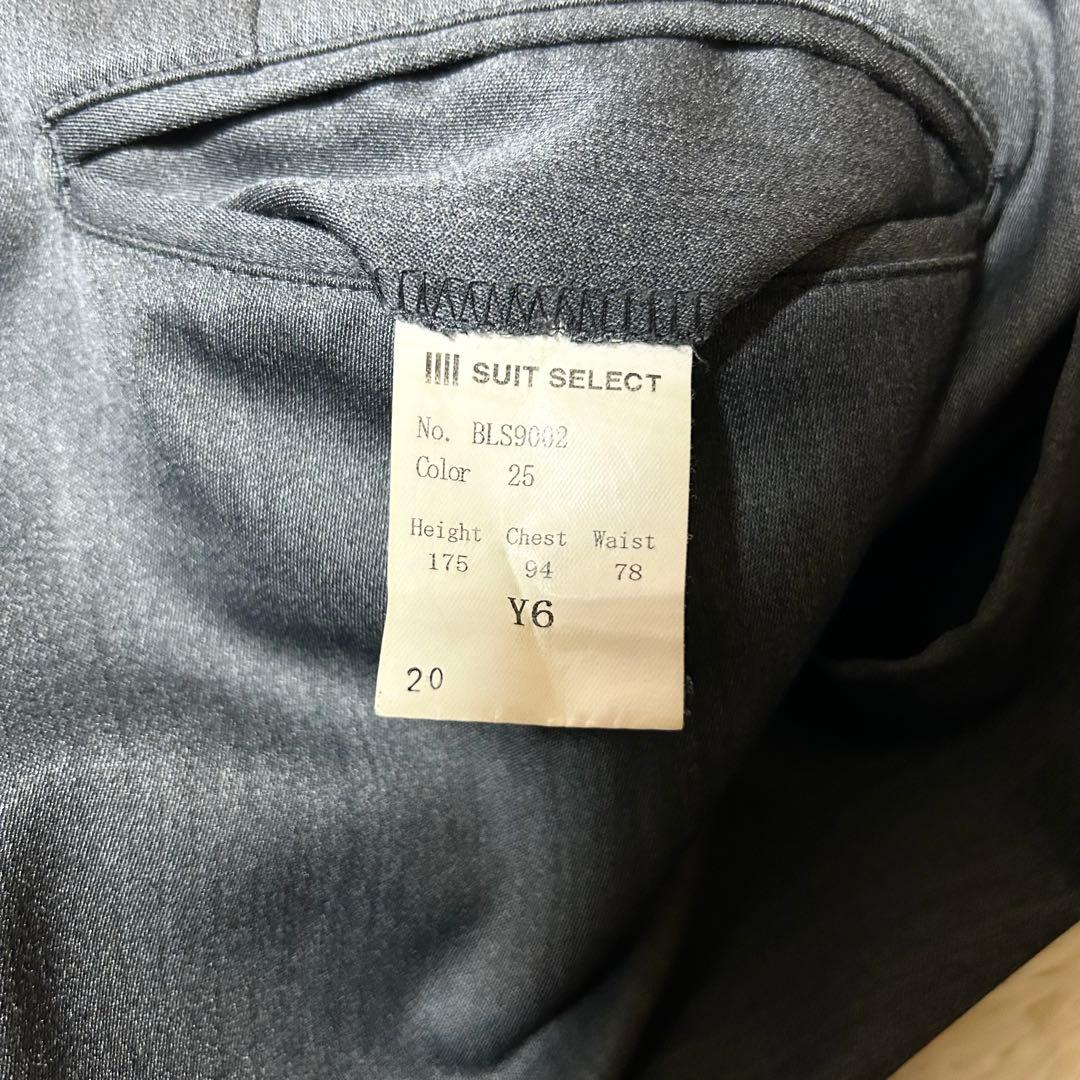 SUIT SELECT
No. BLS9002
Color 25
Height Chest Waist
175 94 78
Y6
20